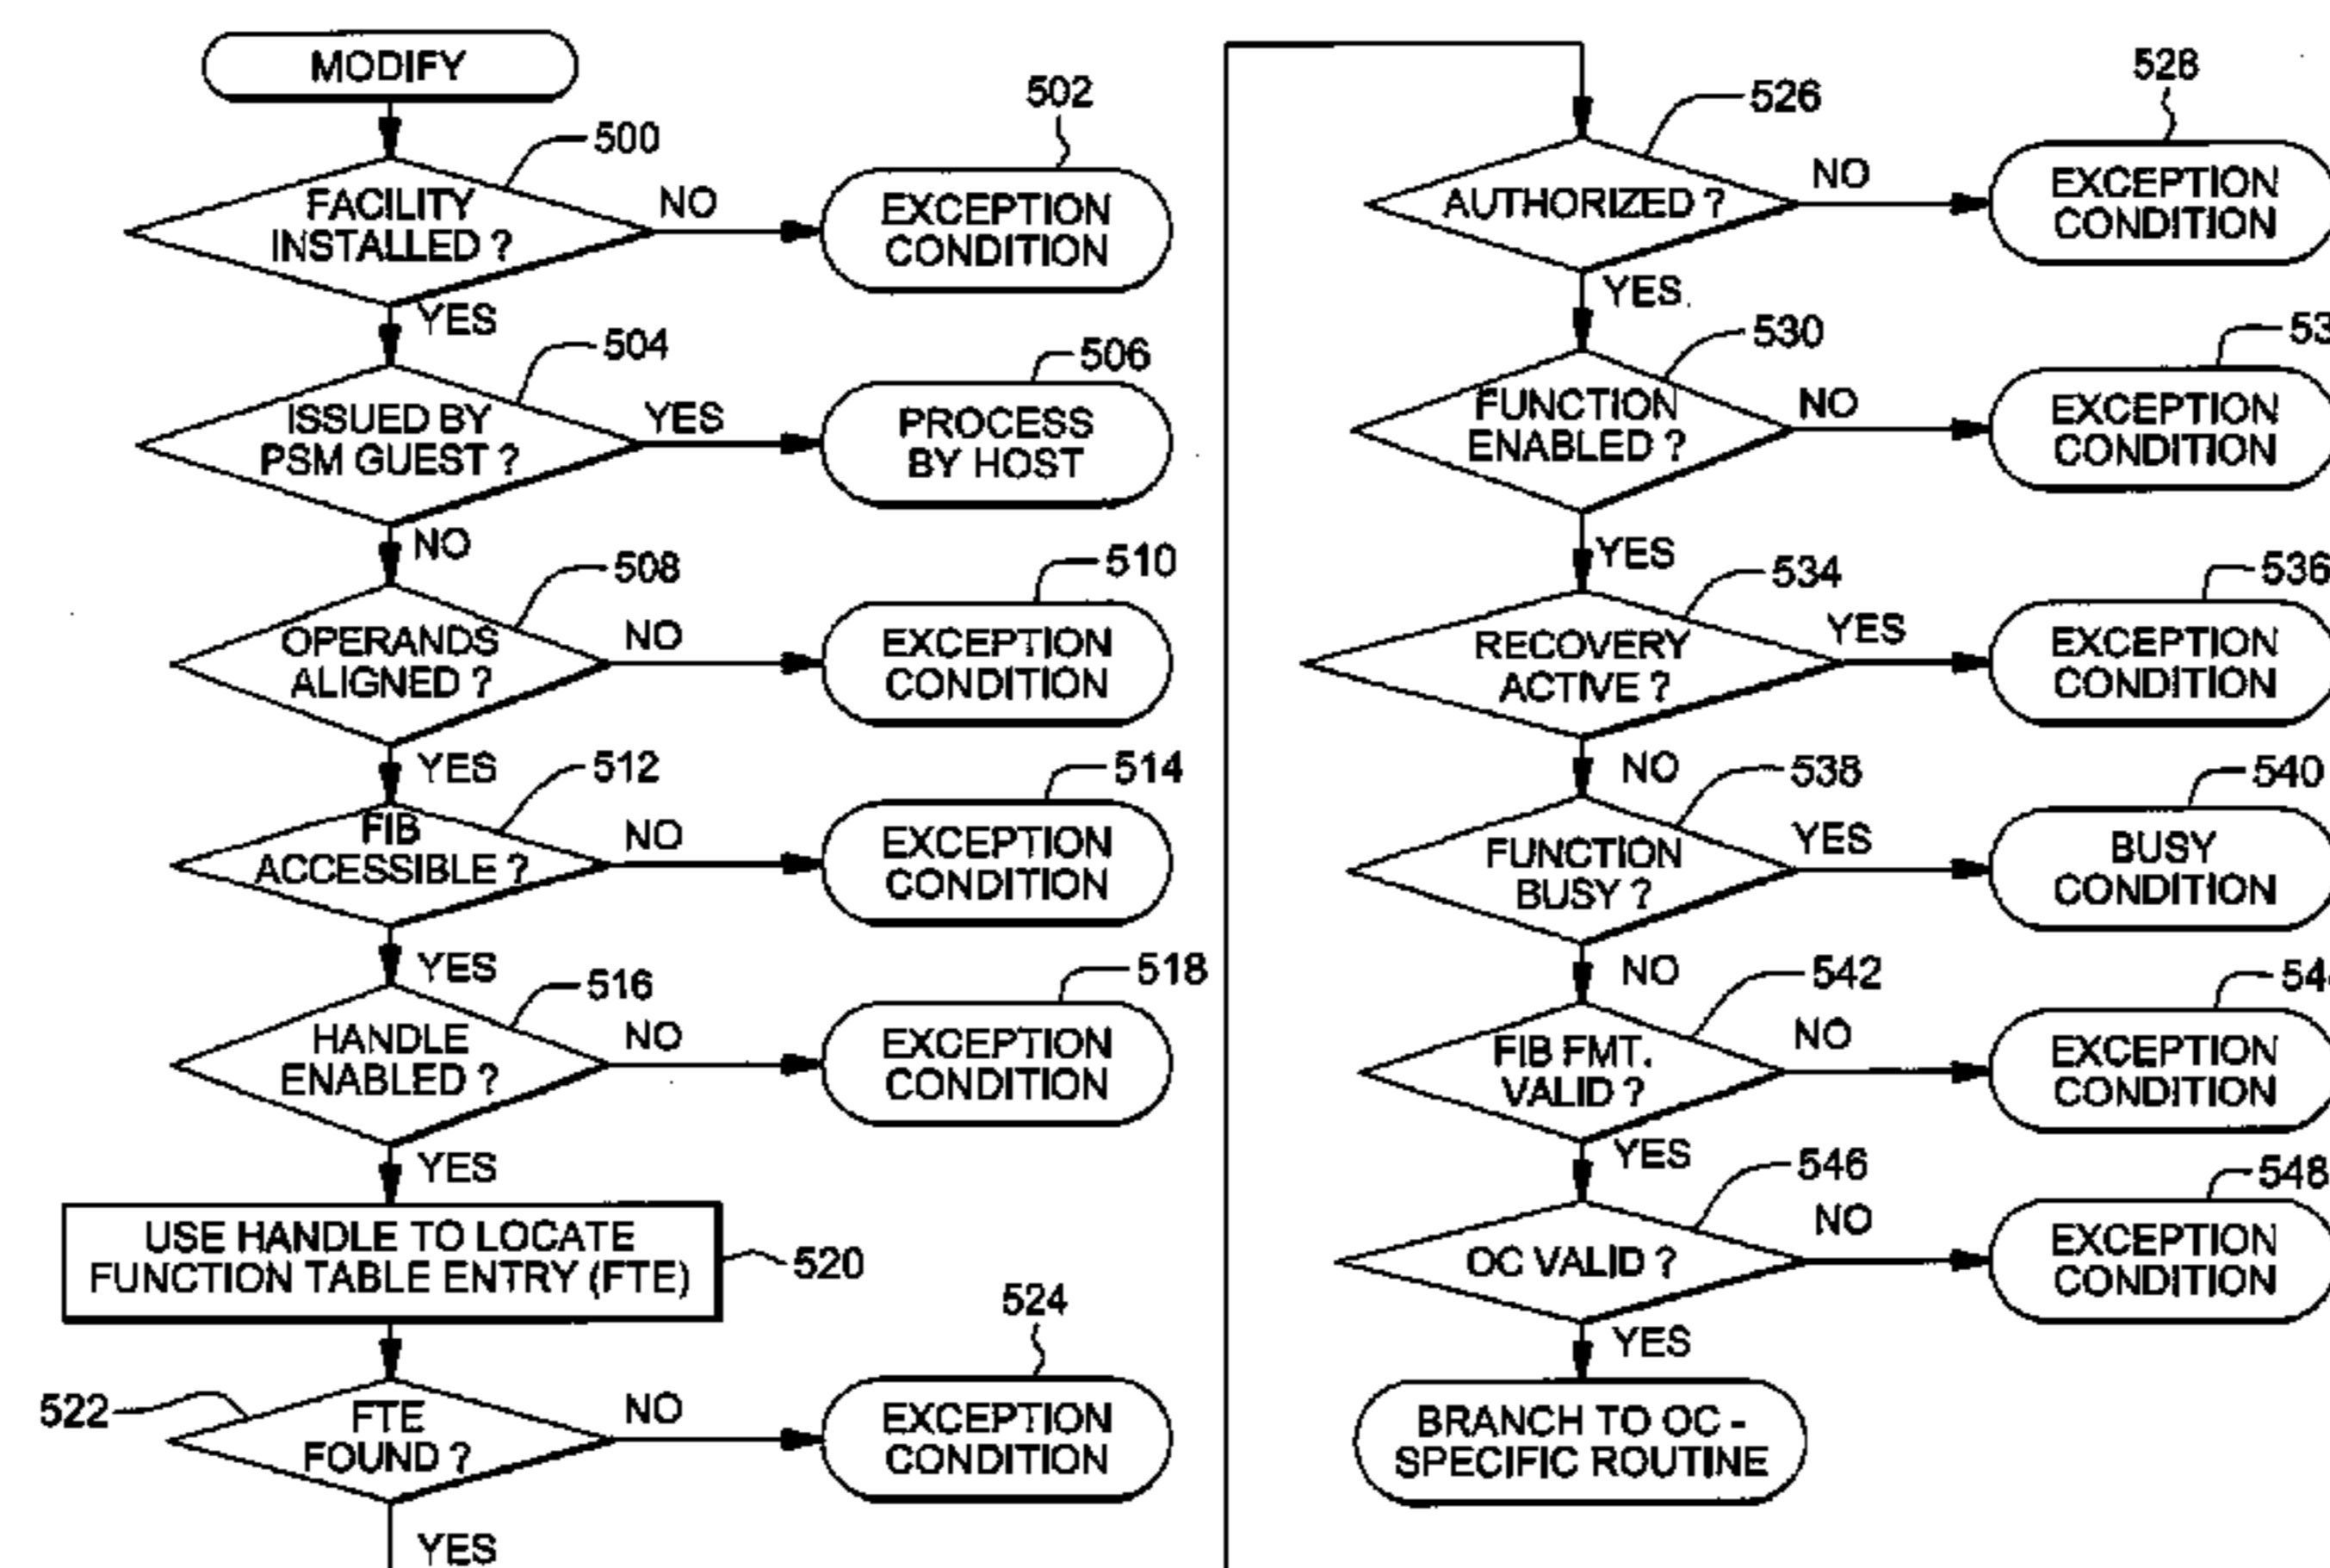 MODIFY
500
FACILITY
INSTALLED ?
NO
502
EXCEPTION
CONDITION
YES
504
ISSUED BY
PSM GUEST ?
YES
506
PROCESS
BY HOST
NO
508
OPERANDS
ALIGNED ?
NO
510
EXCEPTION
CONDITION
YES
512
FIB
ACCESSIBLE ?
NO
514
EXCEPTION
CONDITION
YES
516
HANDLE
ENABLED ?
NO
518
EXCEPTION
CONDITION
YES
USE HANDLE TO LOCATE
FUNCTION TABLE ENTRY (FTE)
520
522
FTE
FOUND ?
NO
524
EXCEPTION
CONDITION
YES
526
AUTHORIZED ?
NO
528
EXCEPTION
CONDITION
YES
530
FUNCTION
ENABLED ?
NO
EXCEPTION
CONDITION
YES
534
RECOVERY
ACTIVE ?
YES
536
EXCEPTION
CONDITION
NO
538
FUNCTION
BUSY ?
YES
540
BUSY
CONDITION
NO
542
FIB FMT.
VALID ?
NO
EXCEPTION
CONDITION
YES
546
OC VALID ?
NO
548
EXCEPTION
CONDITION
YES
BRANCH TO OC -
SPECIFIC ROUTINE